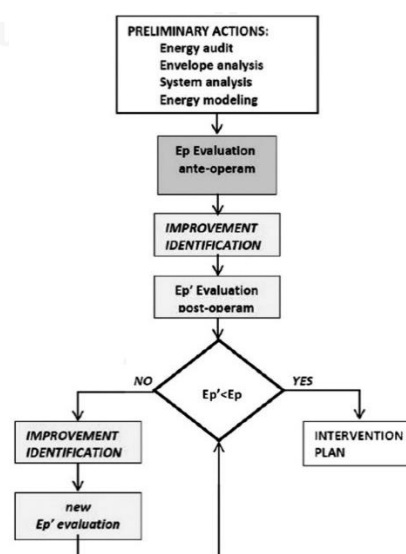 PRELIMINARY ACTIONS:
Energy audit
Envelope analysis
System analysis
Energy modeling
Ep Evaluation
ante-operam
IMPROVEMENT
IDENTIFICATION
Ep' Evaluation
post-operam
NO
Ep'<Ep
YES
IMPROVEMENT
IDENTIFICATION
INTERVENTION
PLAN
new
Ep' evaluation